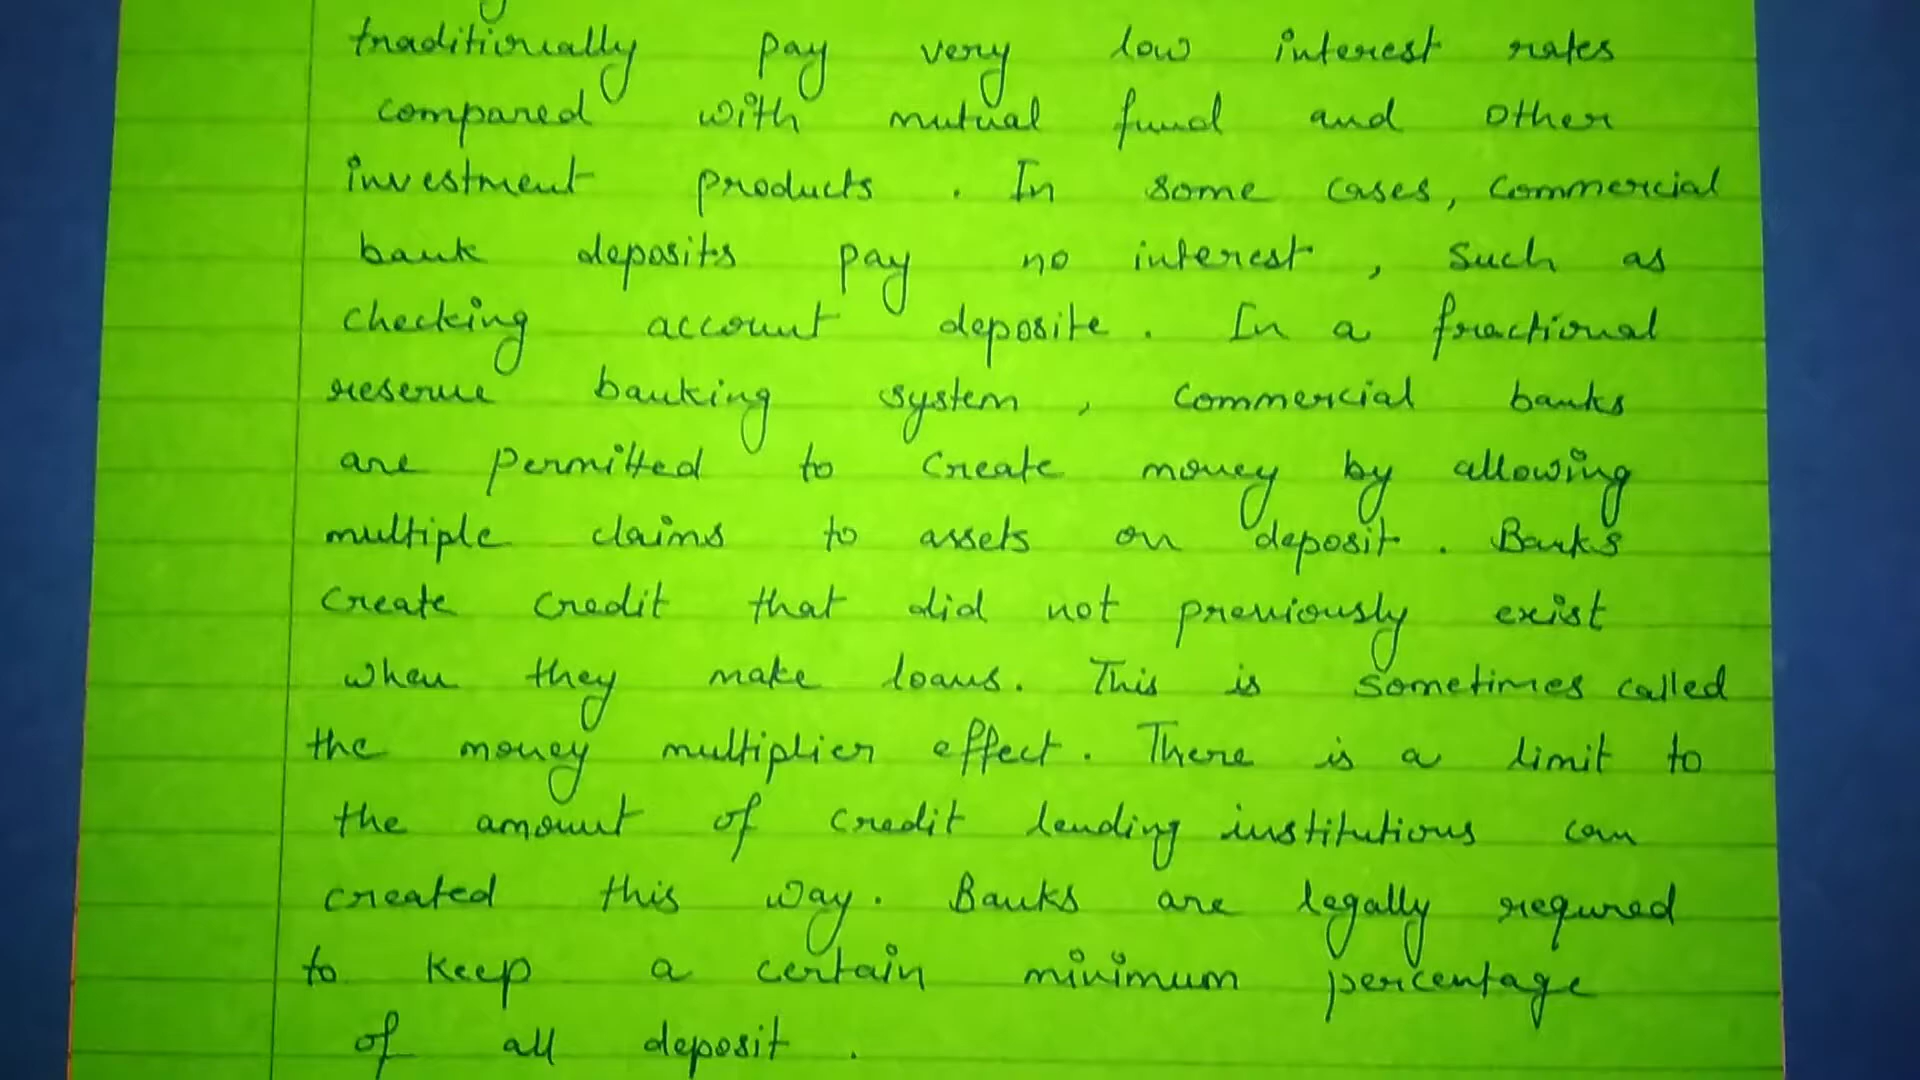 traditionally pay very low interest rates
compared with mutual fund and other
investment products . In some cases, commercial
bank deposits pay no interest , such as
checking account deposite . In a fractional
reserve banking system , commercial banks
are permitted to create money by allowing
multiple claims to assets on deposit . Banks
create credit that did not previously exist
when they make loans. This is sometimes called
the money multiplier effect . There is a limit to
the amount of credit lending institutions can
created this way. Banks are legally requred
to keep a certain minimum percentage
of all deposit .